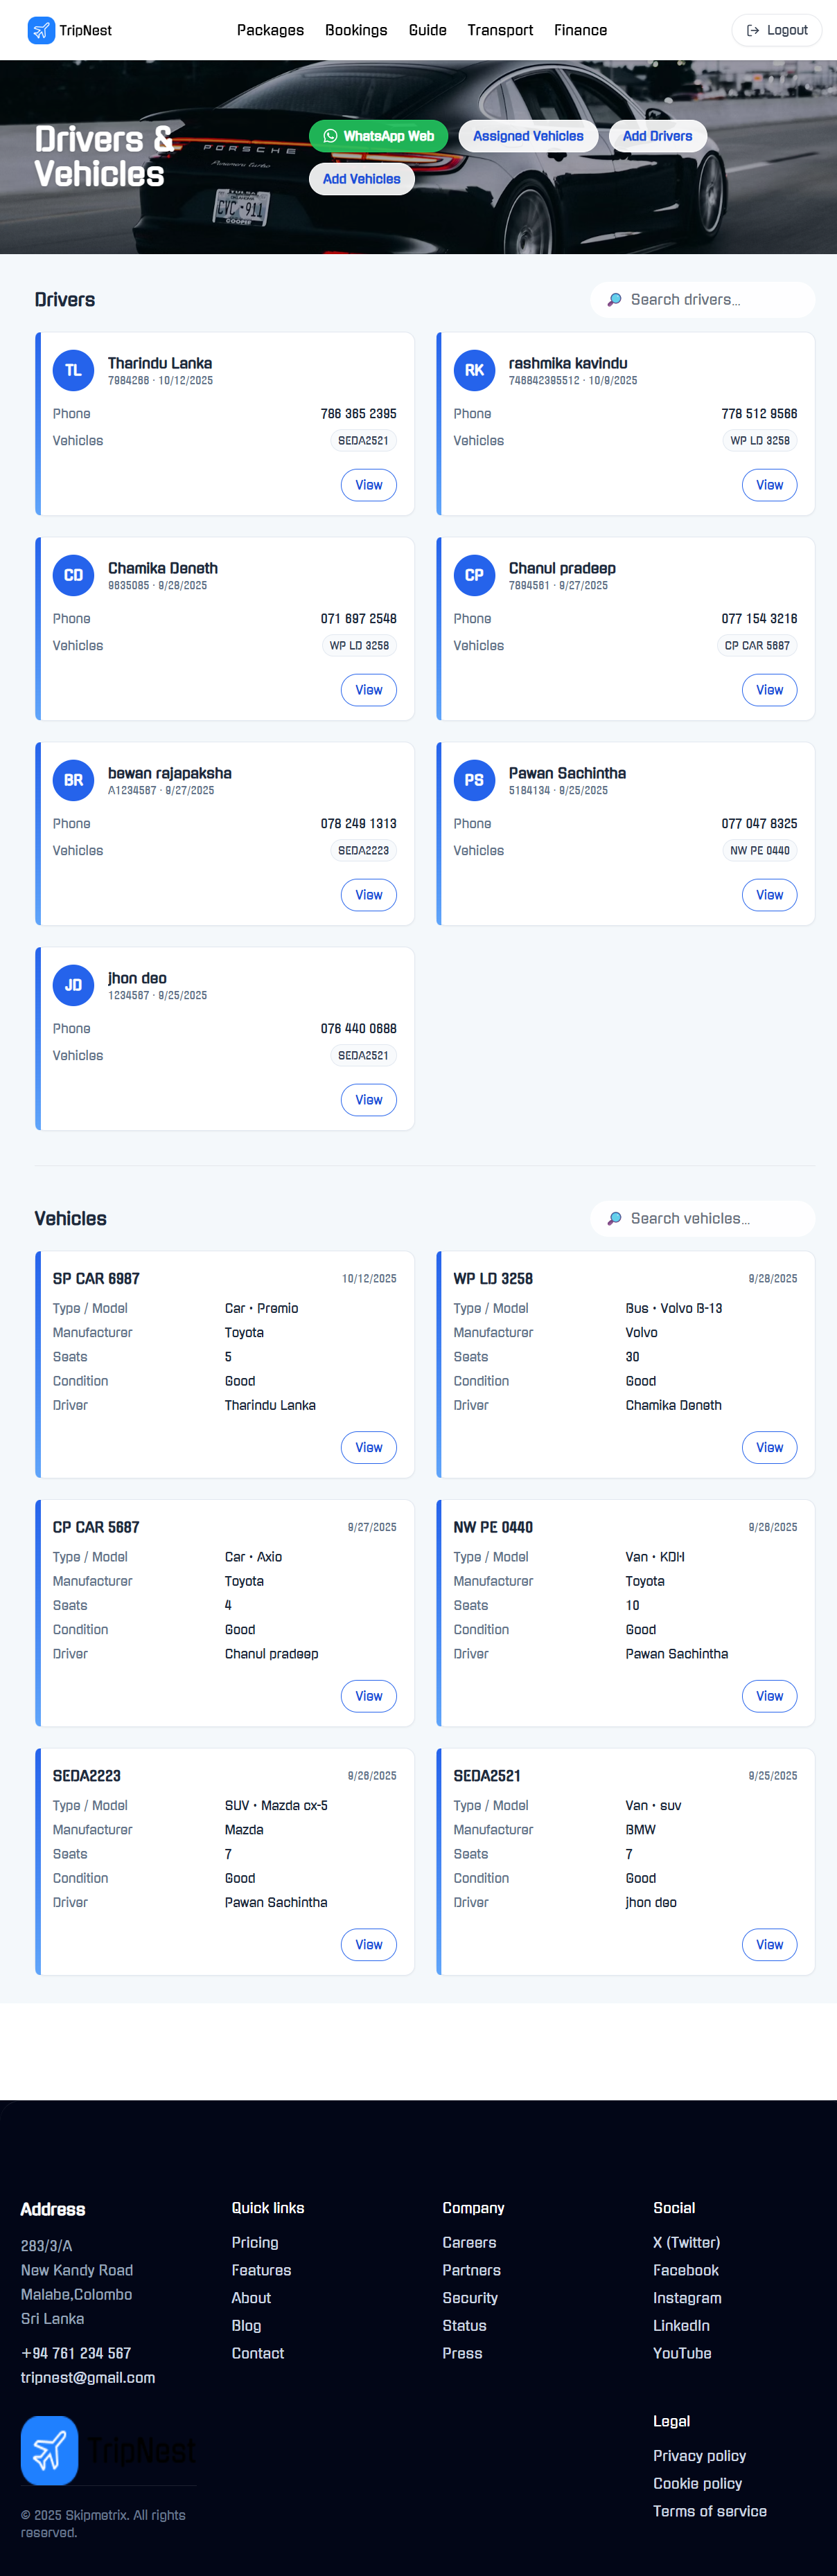 TripNest
Packages Bookings Guide Transport Finance
Logout
Drivers &
Vehicles
WhatsApp Web Assigned Vehicles Add Drivers
Add Vehicles
PORSCHE
Panamera turbo
CVC·911
COOPER
Drivers
Search drivers...
TL Tharindu Lanka
7984266 · 10/12/2025
Phone 786 365 2395
Vehicles SEDA2521
View
RK rashmika kavindu
746842395512 · 10/9/2025
Phone 778 512 9566
Vehicles WP LD 3258
View
CD Chamika Deneth
9635085 · 9/28/2025
Phone 071 697 2548
Vehicles WP LD 3258
View
CP Chanul pradeep
7894561 · 9/27/2025
Phone 077 154 3216
Vehicles CP CAR 5687
View
BR bewan rajapaksha
A1234567 · 9/27/2025
Phone 078 249 1313
Vehicles SEDA2223
View
PS Pawan Sachintha
5184134 · 9/25/2025
Phone 077 047 8325
Vehicles NW PE 0440
View
JD jhon deo
1234567 · 9/25/2025
Phone 076 440 0688
Vehicles SEDA2521
View
Vehicles
Search vehicles...
SP CAR 6987 10/12/2025
Type / Model Car • Premio
Manufacturer Toyota
Seats 5
Condition Good
Driver Tharindu Lanka
View
WP LD 3258 9/28/2025
Type / Model Bus • Volvo B-13
Manufacturer Volvo
Seats 30
Condition Good
Driver Chamika Deneth
View
CP CAR 5687 9/27/2025
Type / Model Car • Axio
Manufacturer Toyota
Seats 4
Condition Good
Driver Chanul pradeep
View
NW PE 0440 9/26/2025
Type / Model Van • KDH
Manufacturer Toyota
Seats 10
Condition Good
Driver Pawan Sachintha
View
SEDA2223 9/26/2025
Type / Model SUV • Mazda cx-5
Manufacturer Mazda
Seats 7
Condition Good
Driver Pawan Sachintha
View
SEDA2521 9/25/2025
Type / Model Van • suv
Manufacturer BMW
Seats 7
Condition Good
Driver jhon deo
View
Address
283/3/A
New Kandy Road
Malabe,Colombo
Sri Lanka
+94 761 234 567
tripnest@gmail.com
TripNest
© 2025 Skipmetrix. All rights
reserved.
Quick links
Pricing
Features
About
Blog
Contact
Company
Careers
Partners
Security
Status
Press
Social
X (Twitter)
Facebook
Instagram
LinkedIn
YouTube
Legal
Privacy policy
Cookie policy
Terms of service